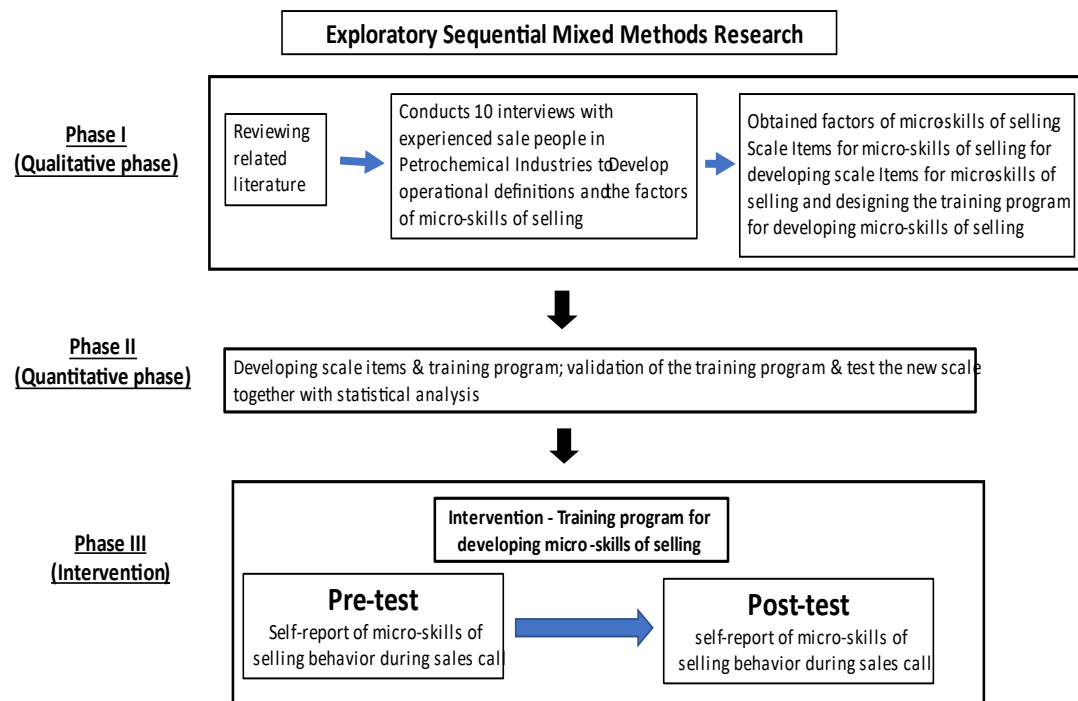 Exploratory Sequential Mixed Methods Research
Phase I
(Qualitative phase)
Reviewing
related
literature
Conducts 10 interviews with
experienced sale people in
Petrochemical Industries to Develop
operational definitions and the factors
of micro-skills of selling
Obtained factors of microskills of selling
Scale Items for micro-skills of selling for
developing scale Items for microskills of
selling and designing the training program
for developing micro-skills of selling
Phase II
(Quantitative phase)
Developing scale items & training program; validation of the training program & test the new scale
together with statistical analysis
Phase III
(Intervention)
Intervention - Training program for
developing micro -skills of selling
Pre-test
Self-report of micro-skills of
selling behavior during sales call
Post-test
self-report of micro-skills of
selling behavior during sales call